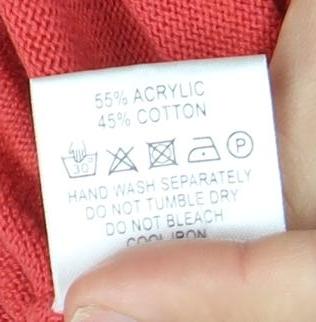 55% ACRYLIC
45% COTTON
30 P
HAND WASH SEPARATELY
DO NOT TUMBLE DRY
DO NOT BLEACH
COOL IRON